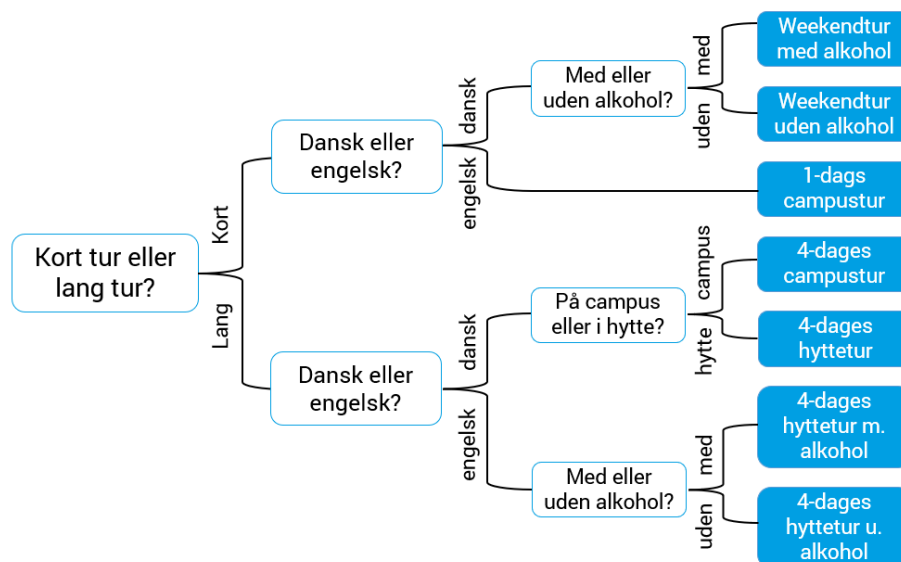 Kort tur eller
lang tur?
Kort
Lang
Dansk eller
engelsk?
dansk
engelsk
Med eller
uden alkohol?
med
uden
Weekendtur
med alkohol
Weekendtur
uden alkohol
1-dags
campustur
Dansk eller
engelsk?
dansk
engelsk
På campus
eller i hytte?
campus
hytte
4-dages
campustur
4-dages
hyttetur
Med eller
uden alkohol?
med
uden
4-dages
hyttetur m.
alkohol
4-dages
hyttetur u.
alkohol